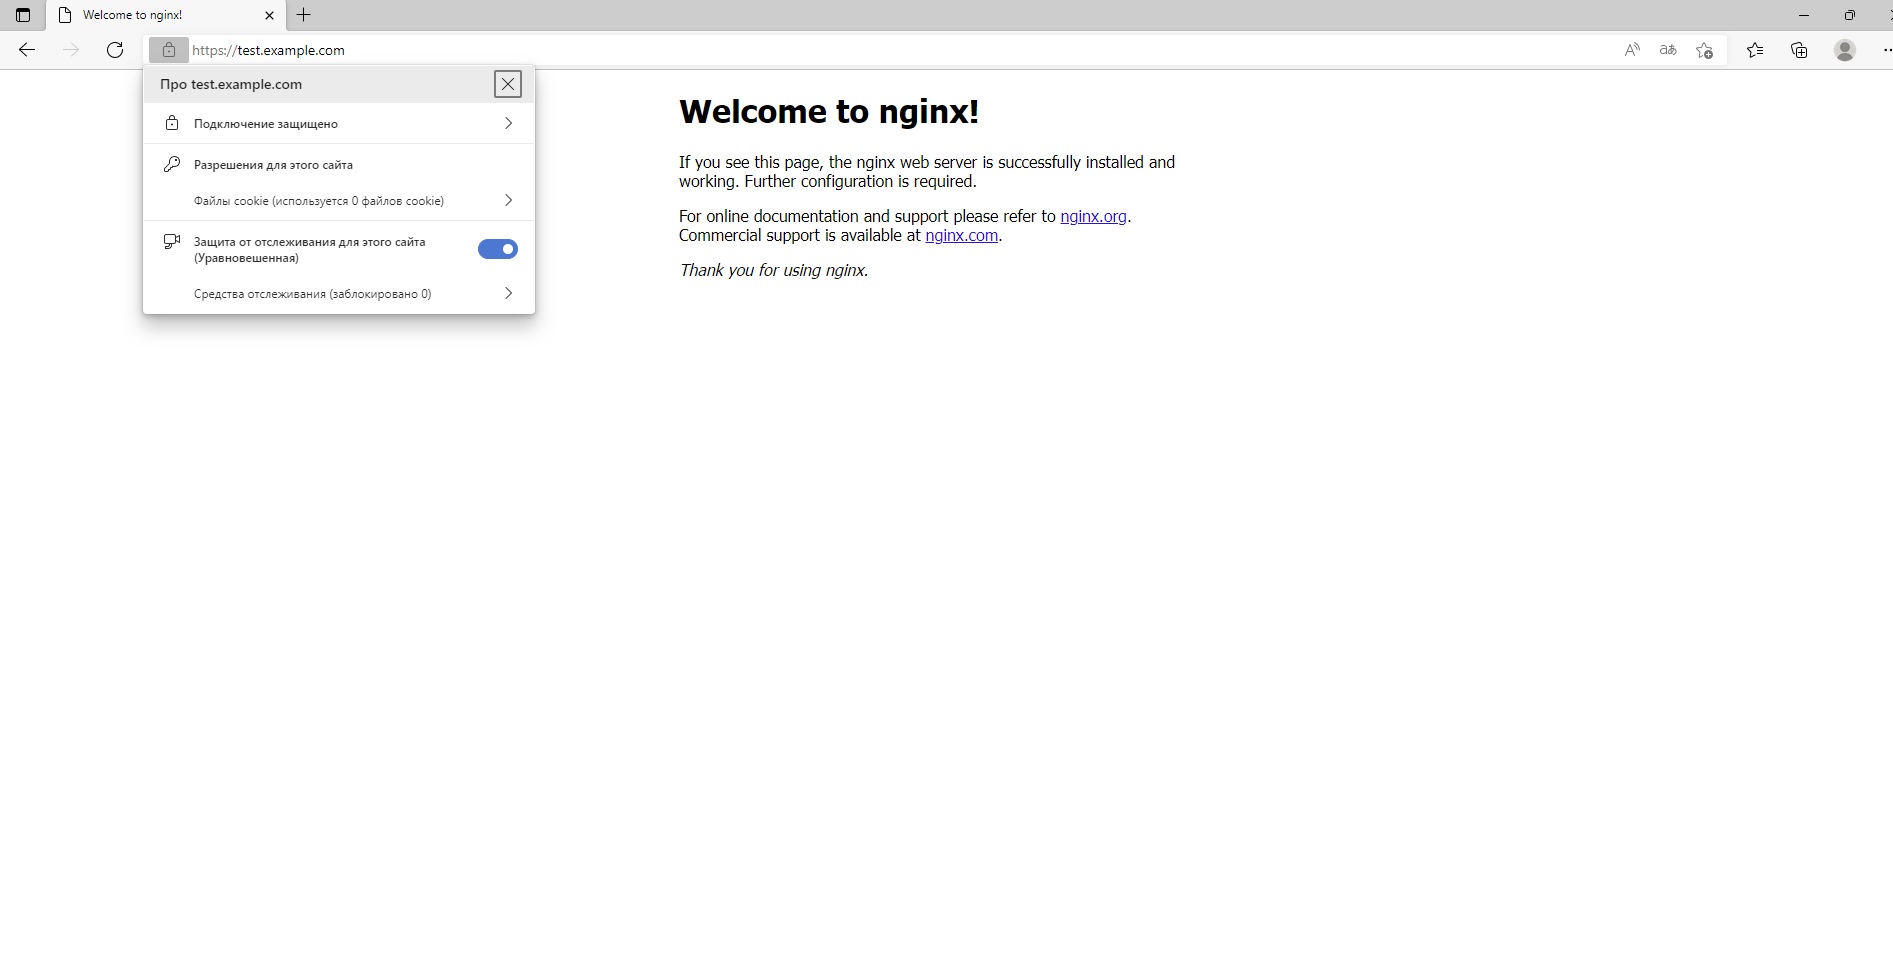 Welcome to nginx!
https://test.example.com
Про test.example.com
Подключение защищено
Разрешения для этого сайта
Файлы cookie (используется 0 файлов cookie)
Защита от отслеживания для этого сайта
(Уравновешенная)
Средства отслеживания (заблокировано 0)
Welcome to nginx!
If you see this page, the nginx web server is successfully installed and
working. Further configuration is required.
For online documentation and support please refer to nginx.org.
Commercial support is available at nginx.com.
Thank you for using nginx.